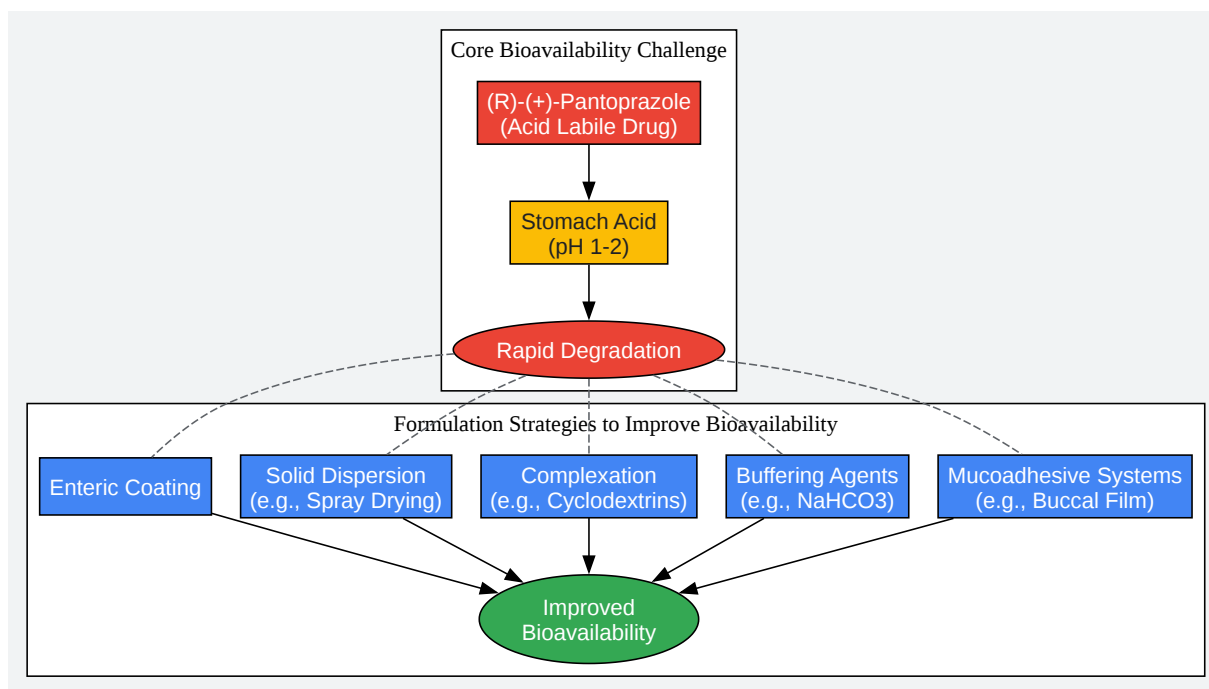 Core Bioavailability Challenge
(R)-(+)-Pantoprazole
(Acid Labile Drug)
Stomach Acid
(pH 1-2)
Rapid Degradation
Formulation Strategies to Improve Bioavailability
Enteric Coating
Solid Dispersion
(e.g., Spray Drying)
Complexation
(e.g., Cyclodextrins)
Buffering Agents
(e.g., NaHCO3)
Mucoadhesive Systems
(e.g., Buccal Film)
Improved
Bioavailability